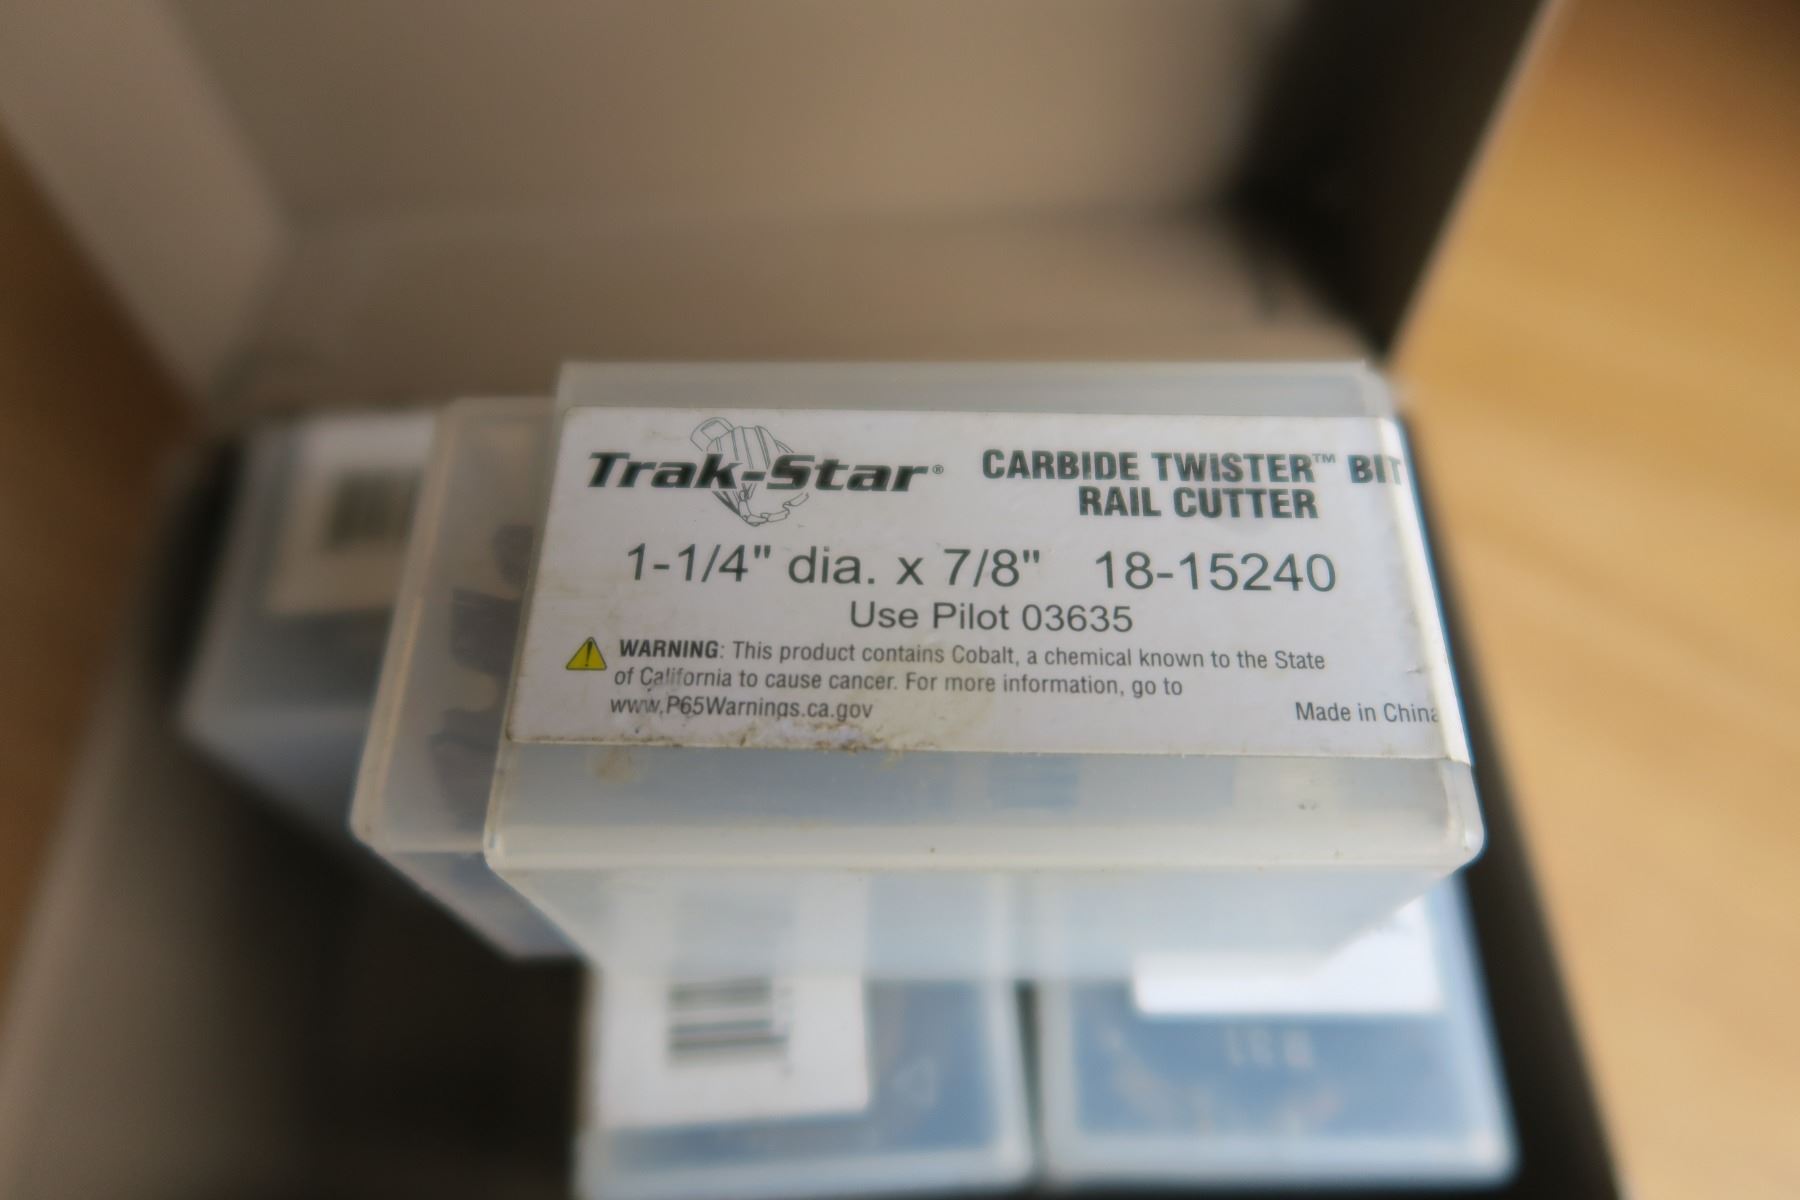 Trak-Star® CARBIDE TWISTER™ BIT
RAIL CUTTER
1-1/4" dia. x 7/8" 18-15240
Use Pilot 03635
WARNING: This product contains Cobalt, a chemical known to the State
of California to cause cancer. For more information, go to
www.P65Warnings.ca.gov
Made in China